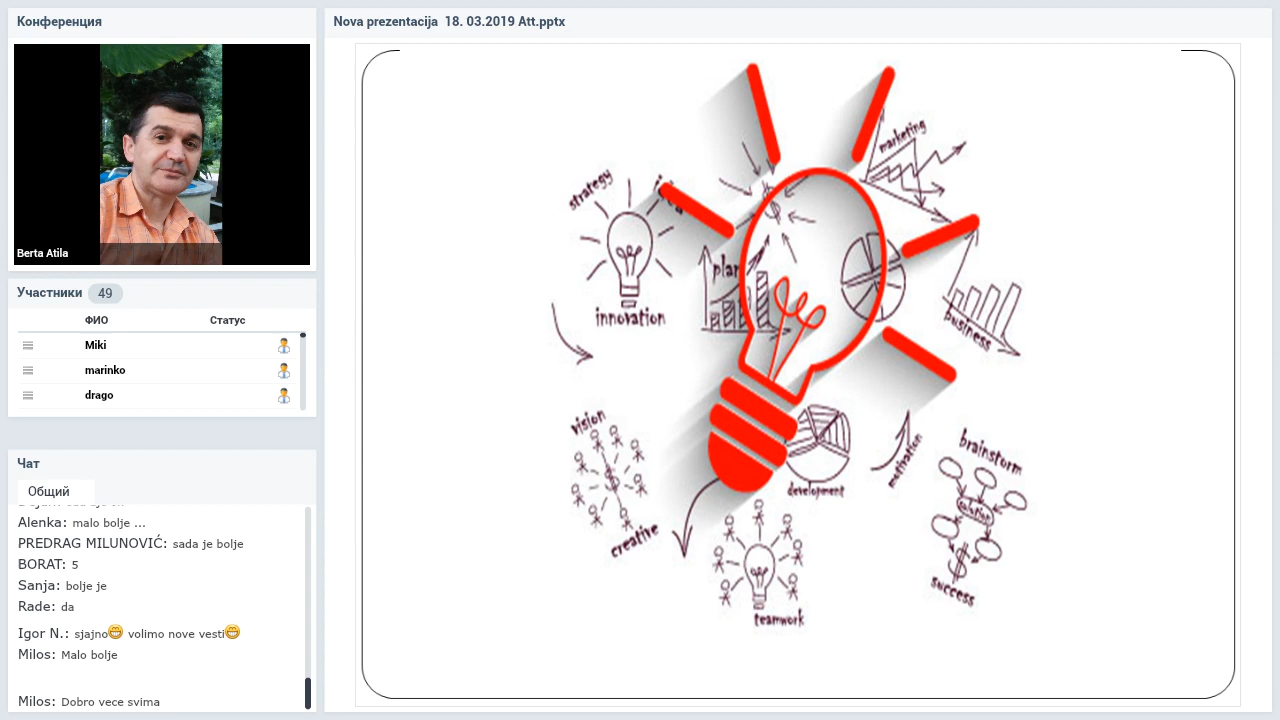 Конференция
Berta Atila
Участники 49
ФИО Статус
Miki
marinko
drago
Чат
Общий
Alenka: malo bolje ...
PREDRAG MILUNOVIĆ: sada je bolje
BORAT: 5
Sanja: bolje je
Rade: da
Igor N.: sjajno😁 volimo nove vesti😁
Milos: Malo bolje
Milos: Dobro vece svima
Nova prezentacija 18. 03.2019 Att.pptx
marketing
strategy
plan
innovation
business
vision
motivation
brainstorm
development
solution
creative
success
teamwork